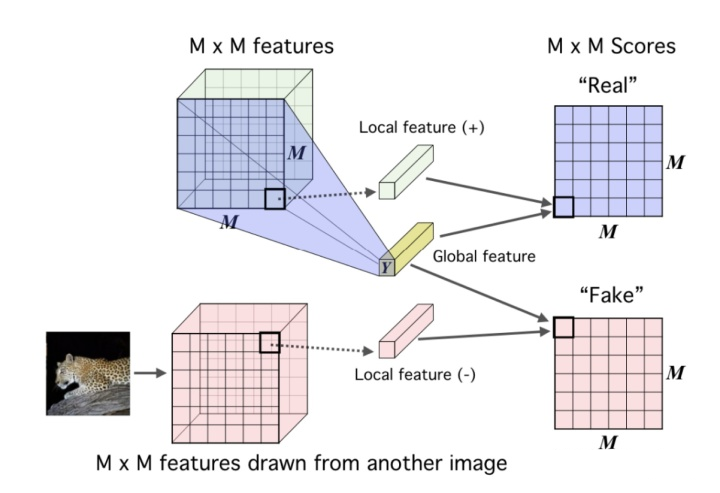 M x M features
M x M Scores
“Real”
Local feature (+)
M
M
M
M
Y
Global feature
“Fake”
Local feature (-)
M
M
M x M features drawn from another image